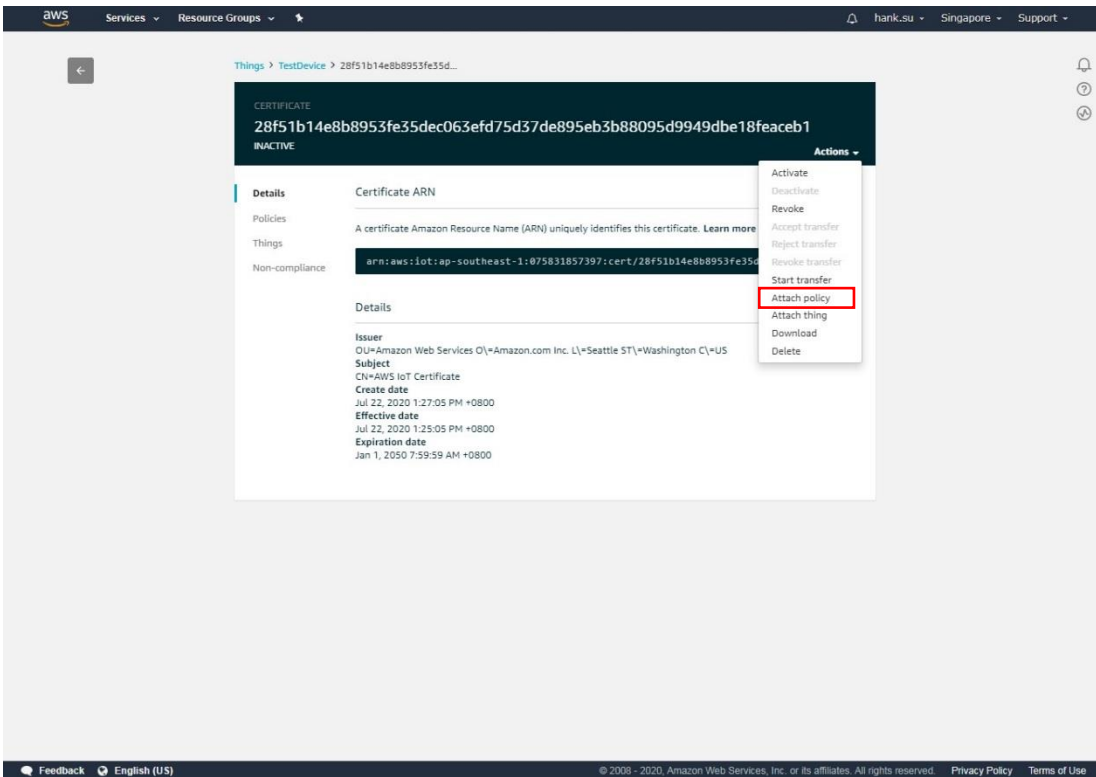 aws Services Resource Groups hank.su Singapore Support
Things > TestDevice > 28f51b14e8b8953fe35d...
CERTIFICATE
28f51b14e8b8953fe35dec063efd75d37de895eb3b88095d9949dbe18feaceb1
INACTIVE
Actions
Activate
Deactivate
Revoke
Accept transfer
Reject transfer
Revoke transfer
Start transfer
Attach policy
Attach thing
Download
Delete
Details
Policies
Things
Non-compliance
Certificate ARN
A certificate Amazon Resource Name (ARN) uniquely identifies this certificate. Learn more
arn:aws:iot:ap-southeast-1:075831857397:cert/28f51b14e8b8953fe35d
Details
Issuer
OU=Amazon Web Services O\=Amazon.com Inc. L\=Seattle ST\=Washington C\=US
Subject
CN=AWS IoT Certificate
Create date
Jul 22, 2020 1:27:05 PM +0800
Effective date
Jul 22, 2020 1:25:05 PM +0800
Expiration date
Jan 1, 2050 7:59:59 AM +0800
Feedback English (US) © 2008 - 2020, Amazon Web Services, Inc. or its affiliates. All rights reserved. Privacy Policy Terms of Use